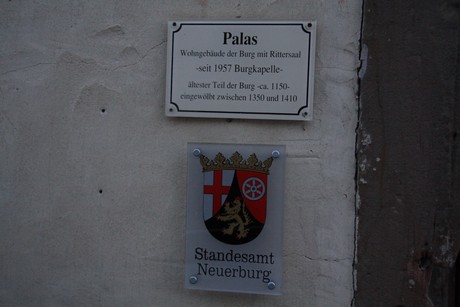 Palas
Wohngebäude der Burg mit Rittersaal
-seit 1957 Burgkapelle-
ältester Teil der Burg -ca. 1150-
eingewölbt zwischen 1350 und 1410
Standesamt
Neuerburg